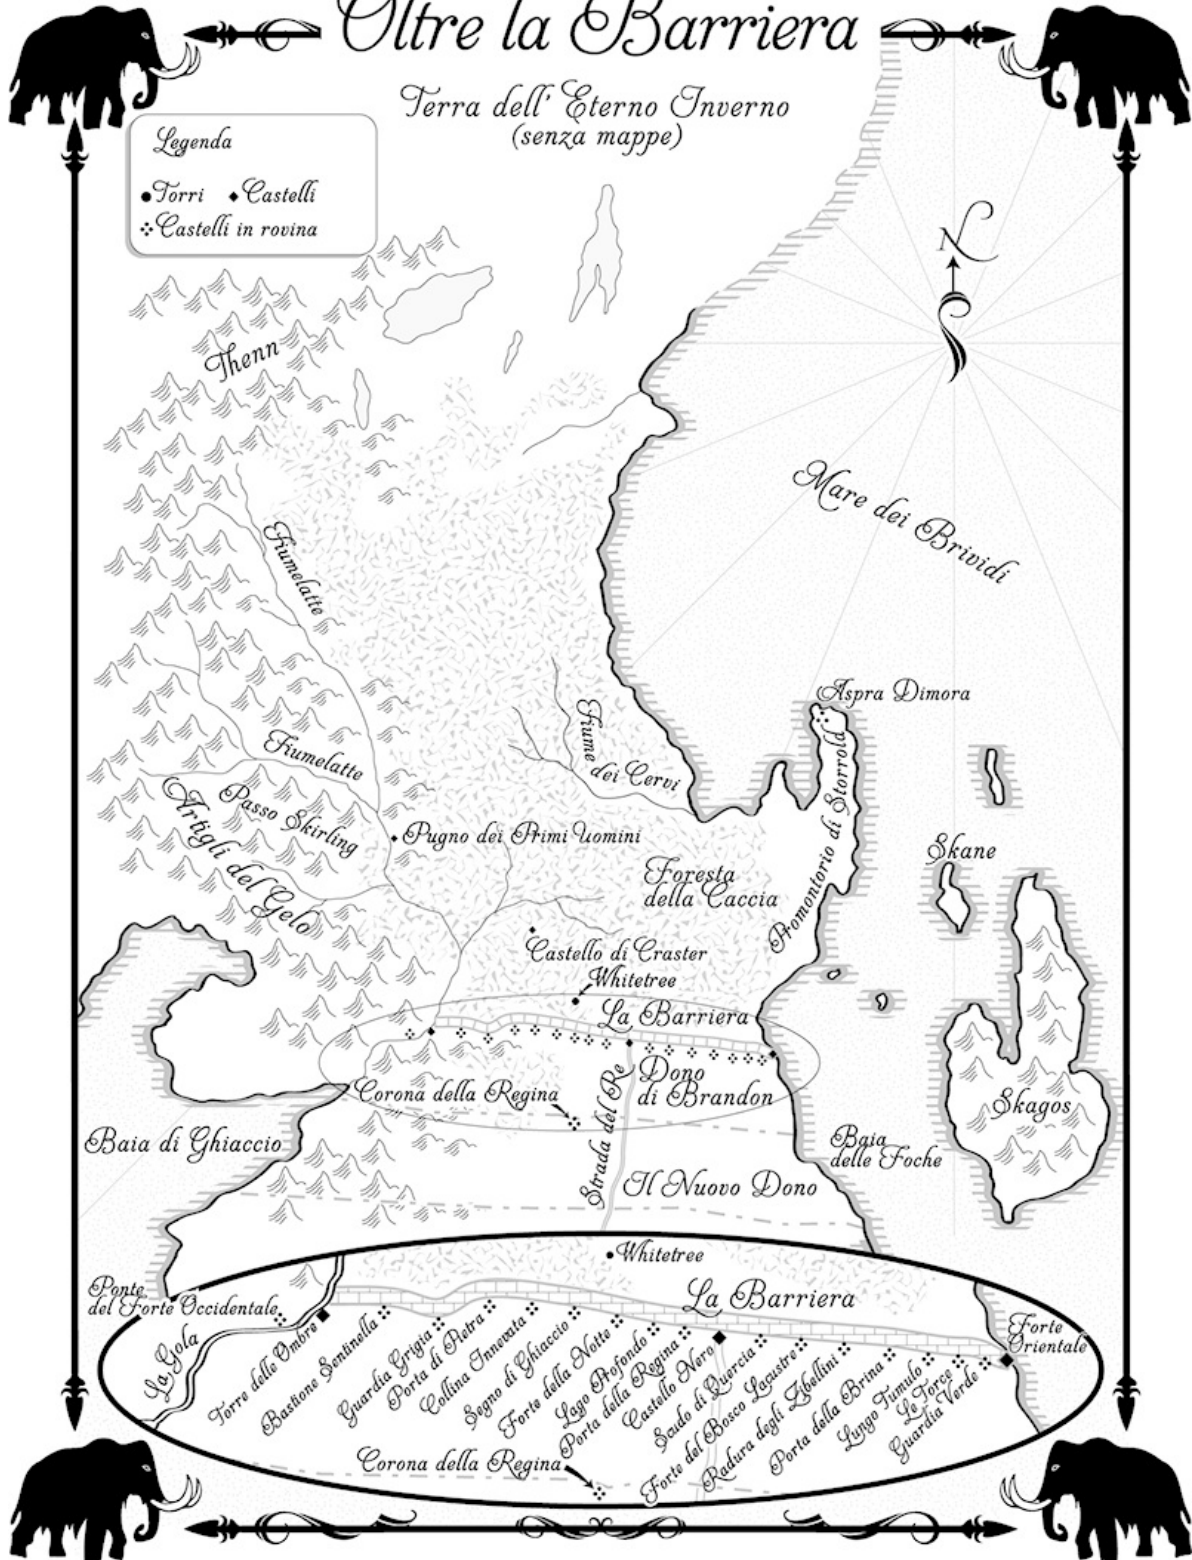 Oltre la Barriera
Terra dell' Eterno Inverno
(senza mappe)
Legenda
Torri Castelli
Castelli in rovina
N
Thenn
Mare dei Brividi
Fiumelatte
Aspra Dimora
Fiume
dei Cervi
Fiumelatte
Promontorio di Storrold
Passo Skirling
Artigli del Gelo
Pugno dei Primi Uomini
Skane
Foresta
della Caccia
Castello di Craster
Whitetree
La Barriera
Dono
di Brandon
Corona della Regina
Strada del Re
Skagos
Baia di Ghiaccio
Baia
delle Foche
Il Nuovo Dono
Whitetree
La Barriera
Ponte
del Forte Occidentale
La Gola
Torre delle Ombre
Bastione Sentinella
Guardia Grigia
Porta di Pietra
Collina Innevata
Segno di Ghiaccio
Forte della Notte
Lago Profondo
Porta della Regina
Castello Nero
Scudo di Quercia
Forte del Bosco Lacustre
Radura degli Zibellini
Porta della Brina
Lungo Tumulo
Le Torce
Guardia Verde
Forte
Orientale
Corona della Regina